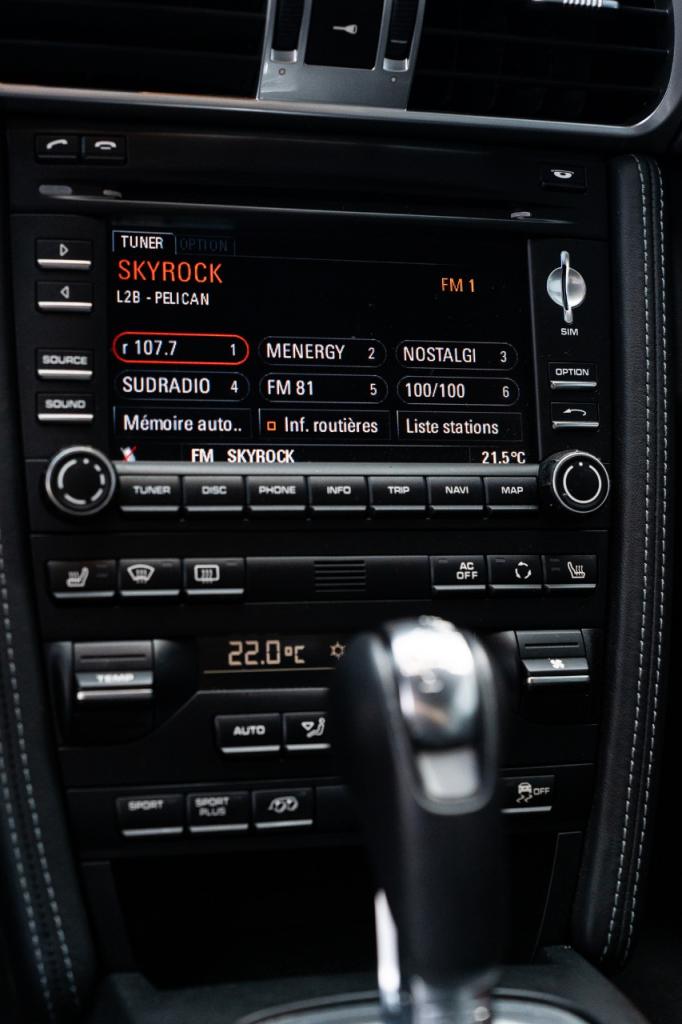 TUNER OPTION
SKYROCK
FM 1
L2B - PELICAN
r 107.7 1 MENERGY 2 NOSTALGI 3
SUDRADIO 4 FM 81 5 100/100 6
Mémoire auto.. Inf. routières Liste stations
FM SKYROCK 21.5°C
SIM
SOURCE
OPTION
SOUND
TUNER DISC PHONE INFO TRIP NAVI MAP
AC
OFF
22.0°C
TEMP
AUTO
SPORT
SPORT
PLUS
OFF